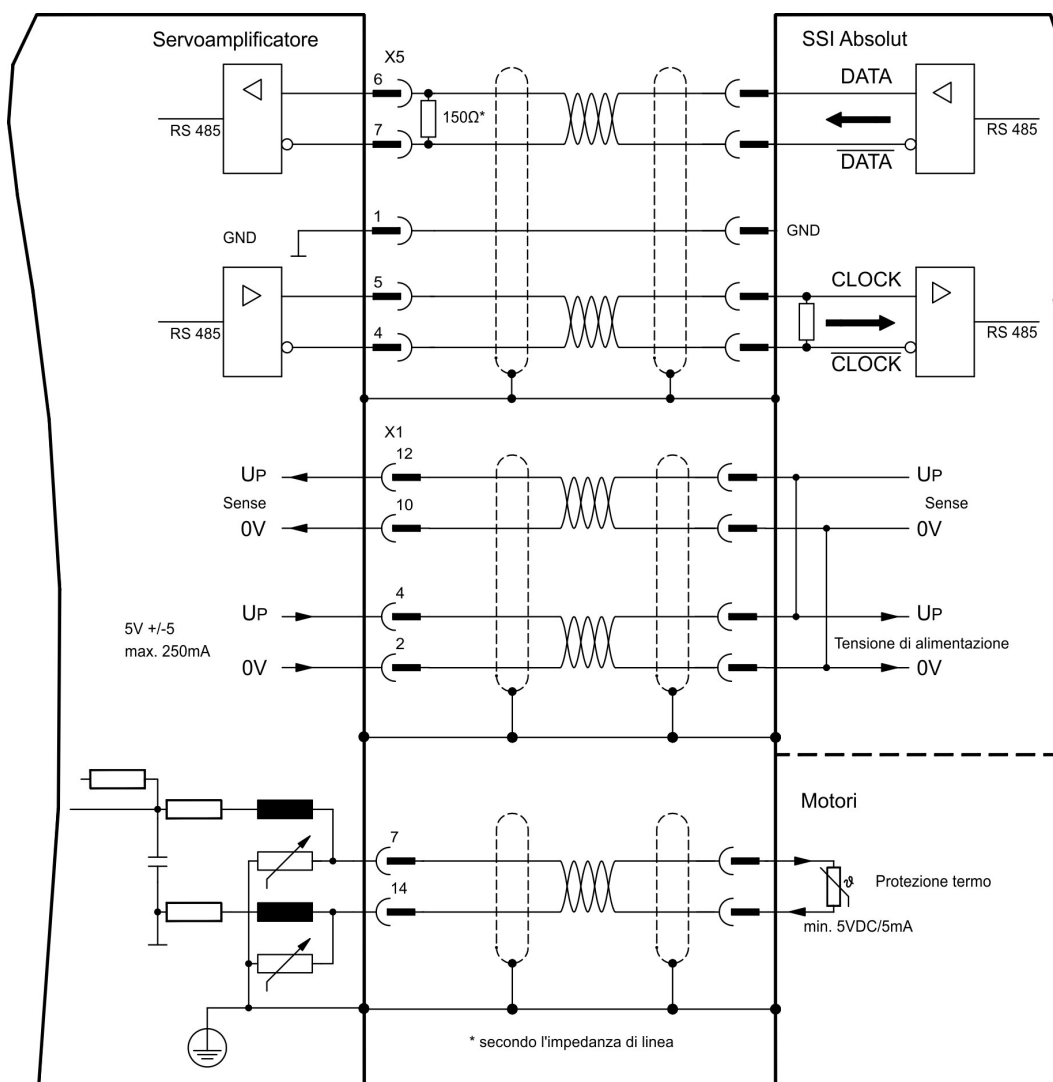 Servoamplificatore
SSI Absolut
X5
6
DATA
150Ω*
RS 485
7
RS 485
DATA
1
GND
GND
5
CLOCK
RS 485
4
RS 485
CLOCK
X1
12
UP
UP
Sense
10
Sense
0V
0V
4
UP
UP
5V +/-5
max. 250mA
2
Tensione di alimentazione
0V
0V
Motori
7
14
Protezione termo
min. 5VDC/5mA
* secondo l'impedanza di linea